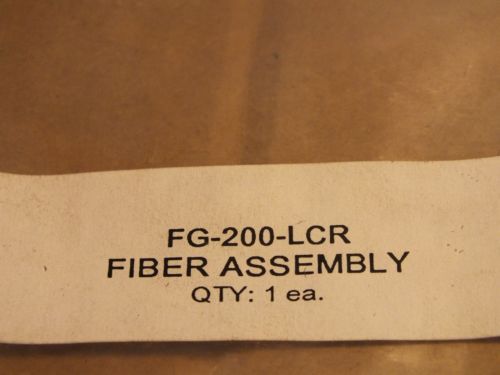 FG-200-LCR
FIBER ASSEMBLY
QTY: 1 ea.